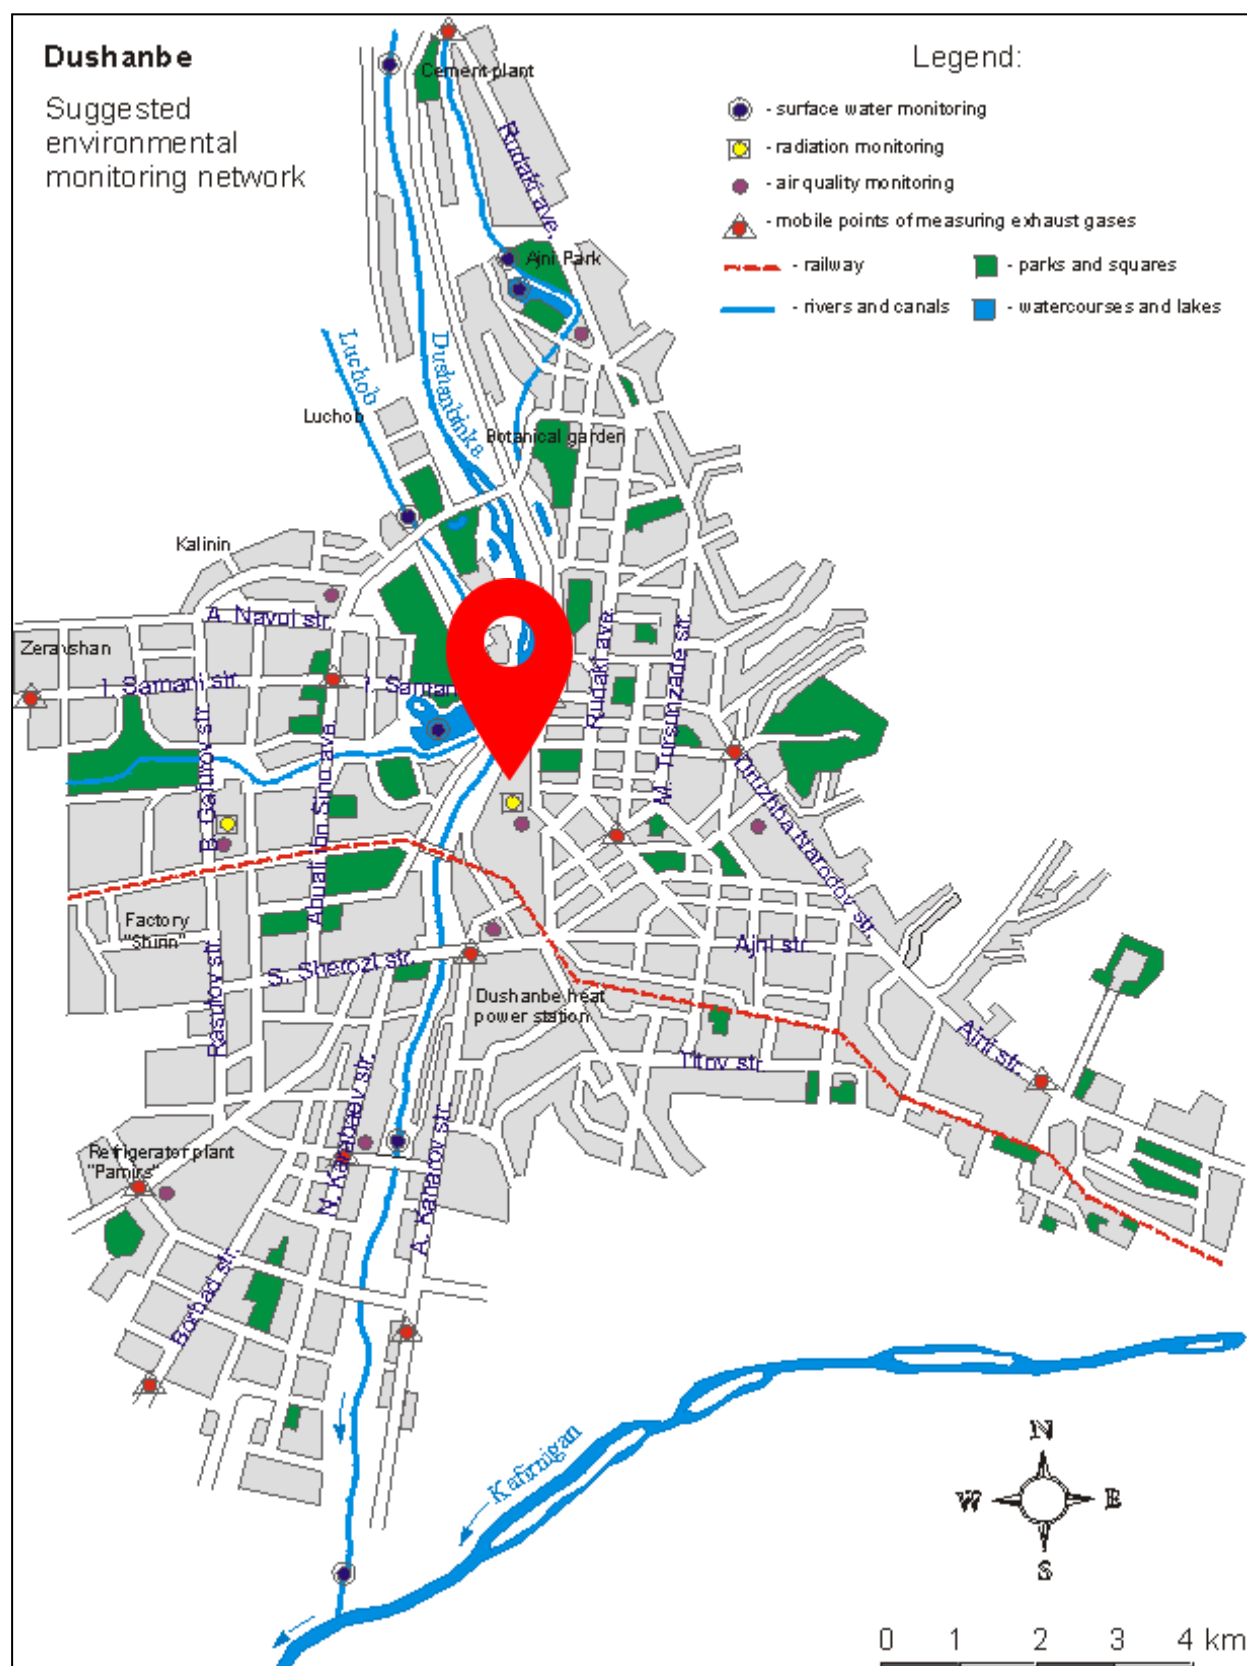 Dushanbe
Suggested
environmental
monitoring network
Legend:
- surface water monitoring
- radiation monitoring
- air quality monitoring
- mobile points of measuring exhaust gases
- railway
- parks and squares
- rivers and canals
- watercourses and lakes
Cement plant
Rudaki ave.
Ajni Park
Luchob
Dushanbinka
Luchob
Botanical garden
Kalinin
A. Navoi str.
Zeravshan
I. Samani str.
I. Samani
Rudaki ave.
M. Tursunzade str.
B. Gafurov str.
Abuali Ibn Sino ave.
Druzhba Narodov str.
Factory
"Shirin"
Rasulov str.
S. Sherozi str.
Ajni str.
Dushanbe heat
power station
Titov str.
Ajni str.
N. Karabaev str.
A. Kaharov str.
Refrigerator plant
"Pamirs"
Borbad str.
Kafirnigan
N
W
E
S
0 1 2 3 4 km